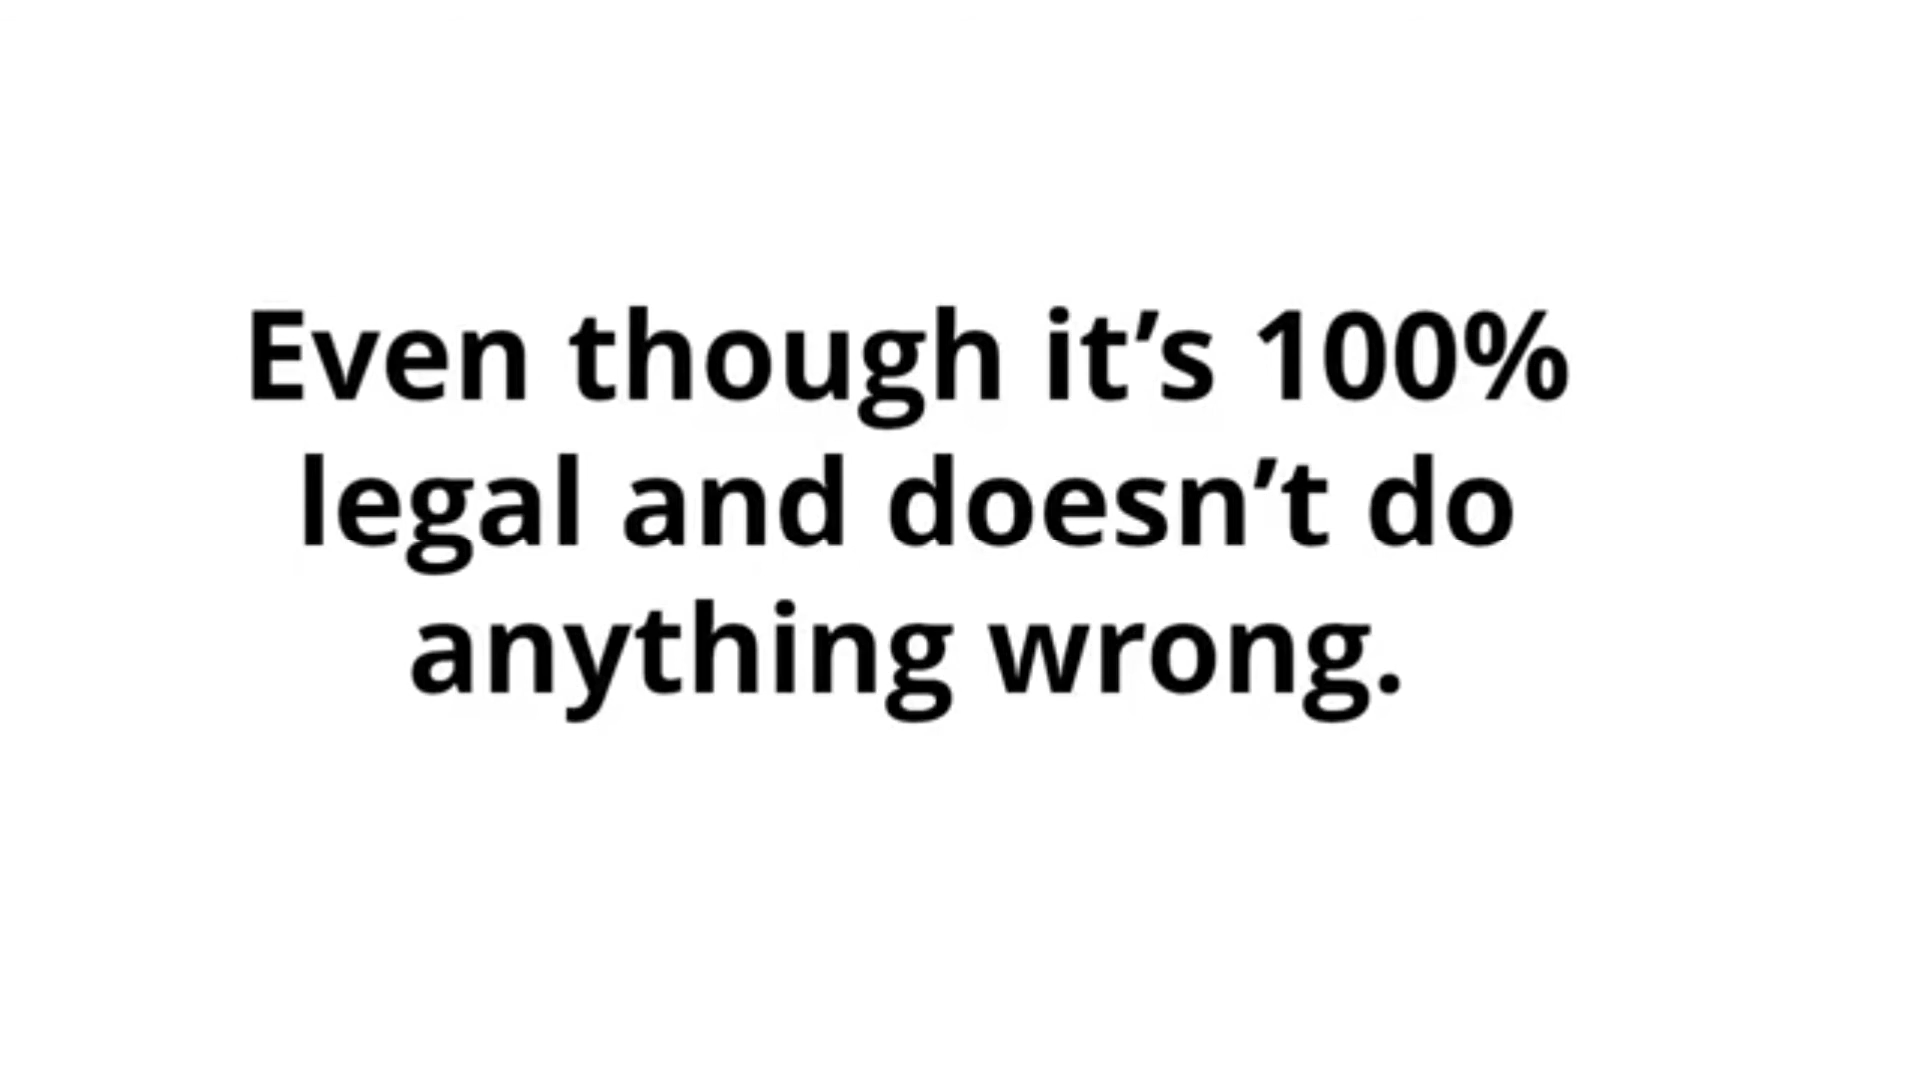 Even though it’s 100%
legal and doesn’t do
anything wrong.